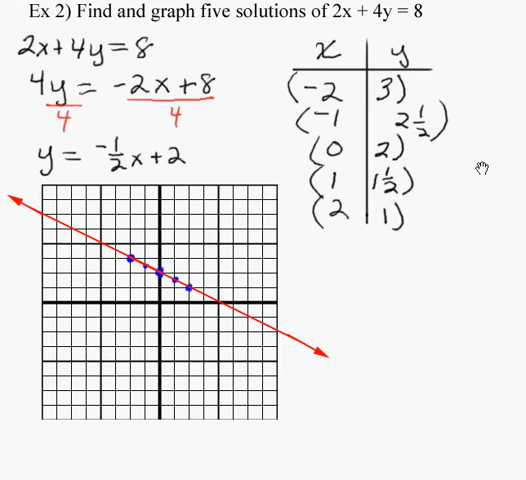 Ex 2) Find and graph five solutions of 2x + 4y = 8
2x+4y=8
4y = -2x+8
4 4
y = -1/2x+2
x y
(-2 3)
(-1 2 1/2)
(0 2)
(1 1 1/2)
(2 1)